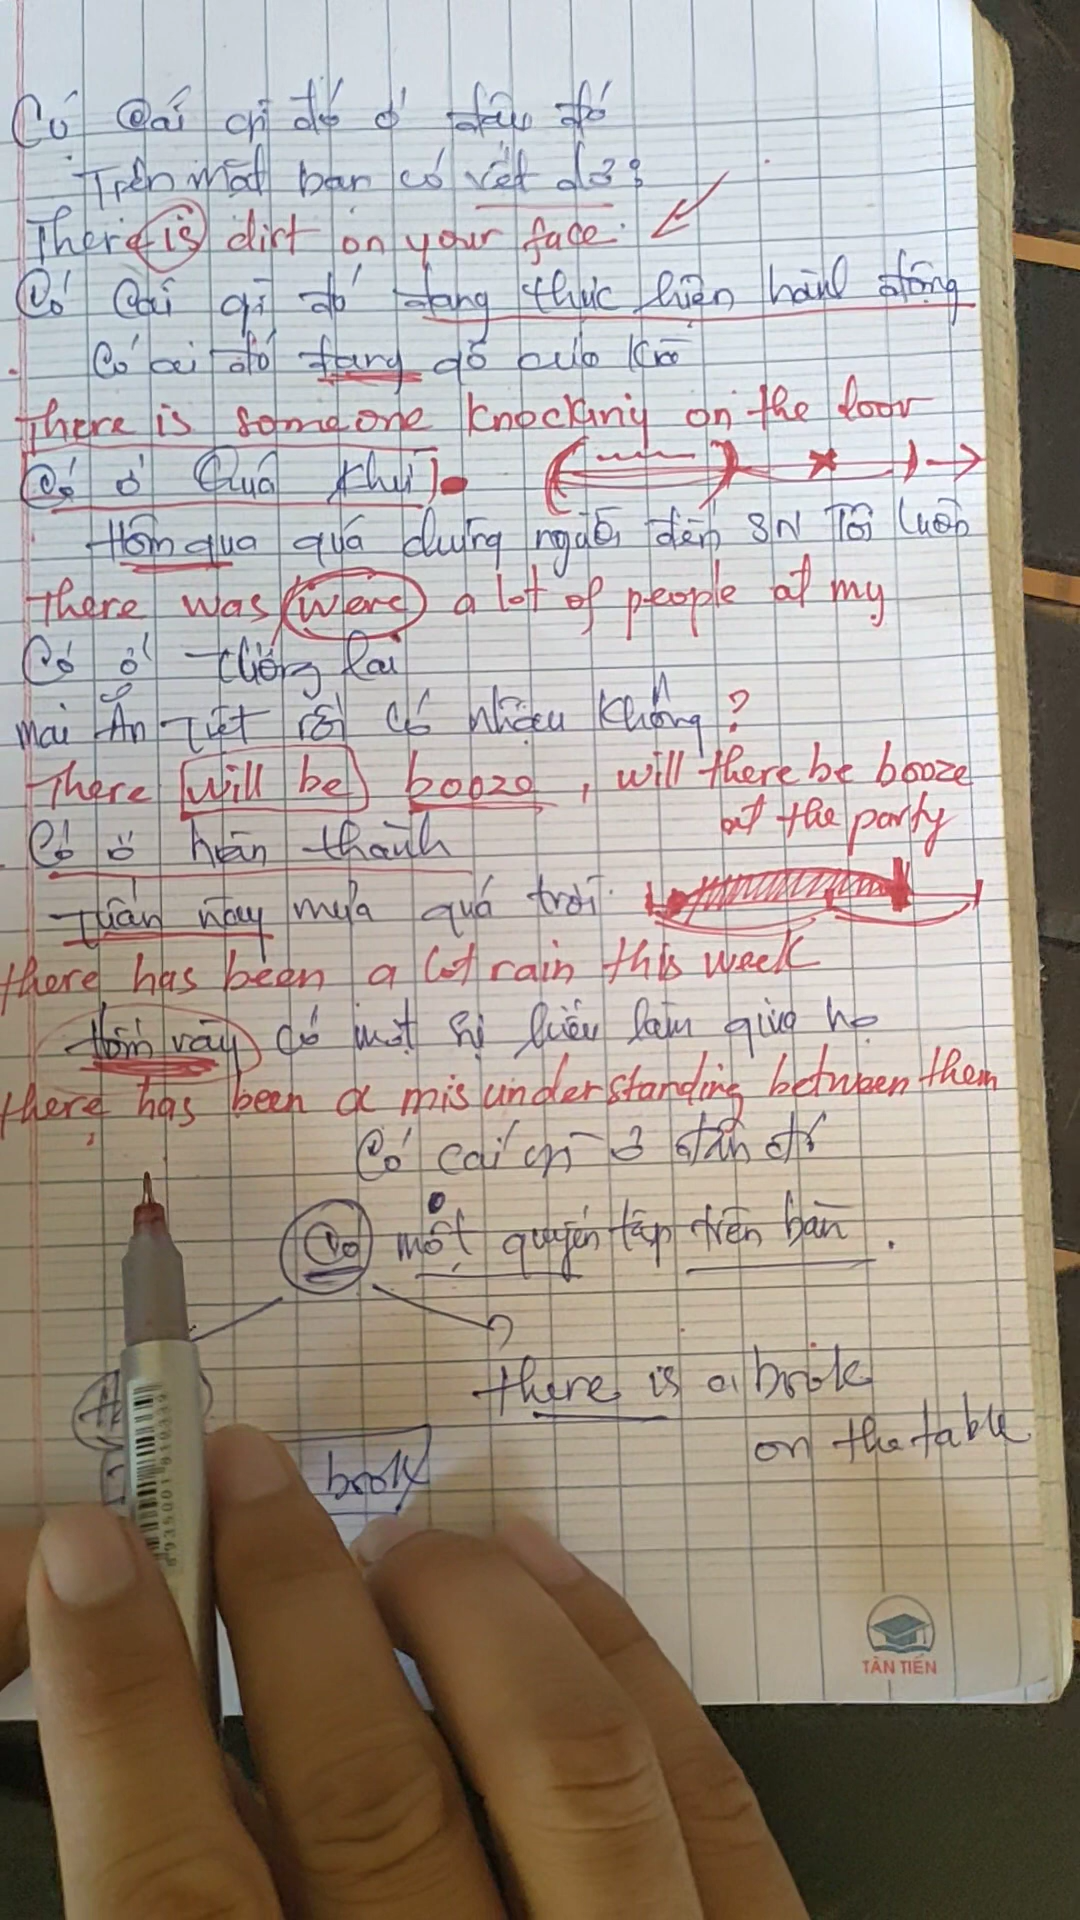 Có cái gì đó ở đâu đó
Trên mặt bạn có vết dơ
There is dirt on your face.
Có cái gì đó đang thực hiện hành động
Có ai đó đang gõ cửa kìa
There is someone knocking on the door
Có ở Quá khứ
Hôm qua quá chừng người đến SN Tôi luôn
There was (were) a lot of people at my
Có ở tương lai
mai Ăn Tiệt rồi có nhậu không?
There will be booze, will there be booze
at the party
Có ở hoàn thành
Tuần này mưa quá trời.
there has been a lot rain this week
Hổm rày có một sự hiểu lầm giữa họ
there has been a misunderstanding between them
Có cái gì ở đâu đó
Có một quyển tập trên bàn.
there is a book
on the table
book
TÂN TIẾN